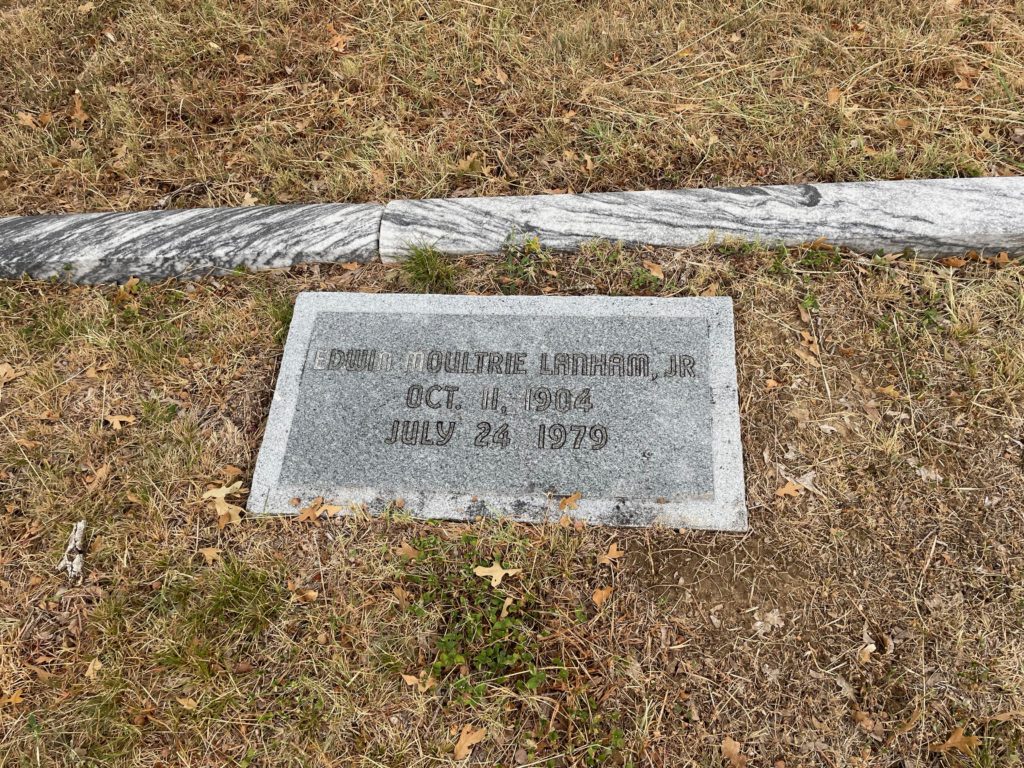 EDWIN MOULTRIE LANHAM, JR
OCT. 11, 1904
JULY 24 1979